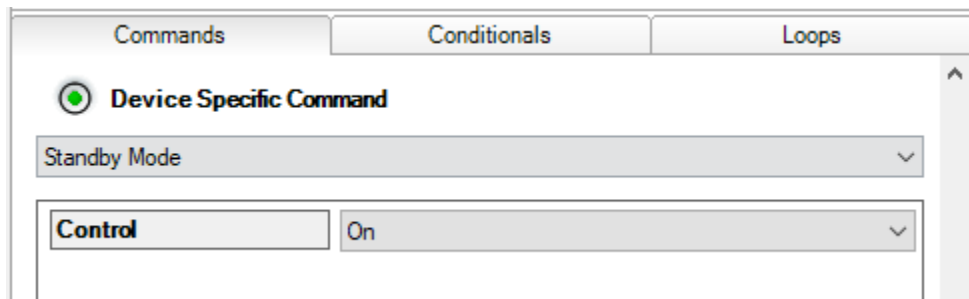 Commands Conditionals Loops
Device Specific Command
Standby Mode
Control On